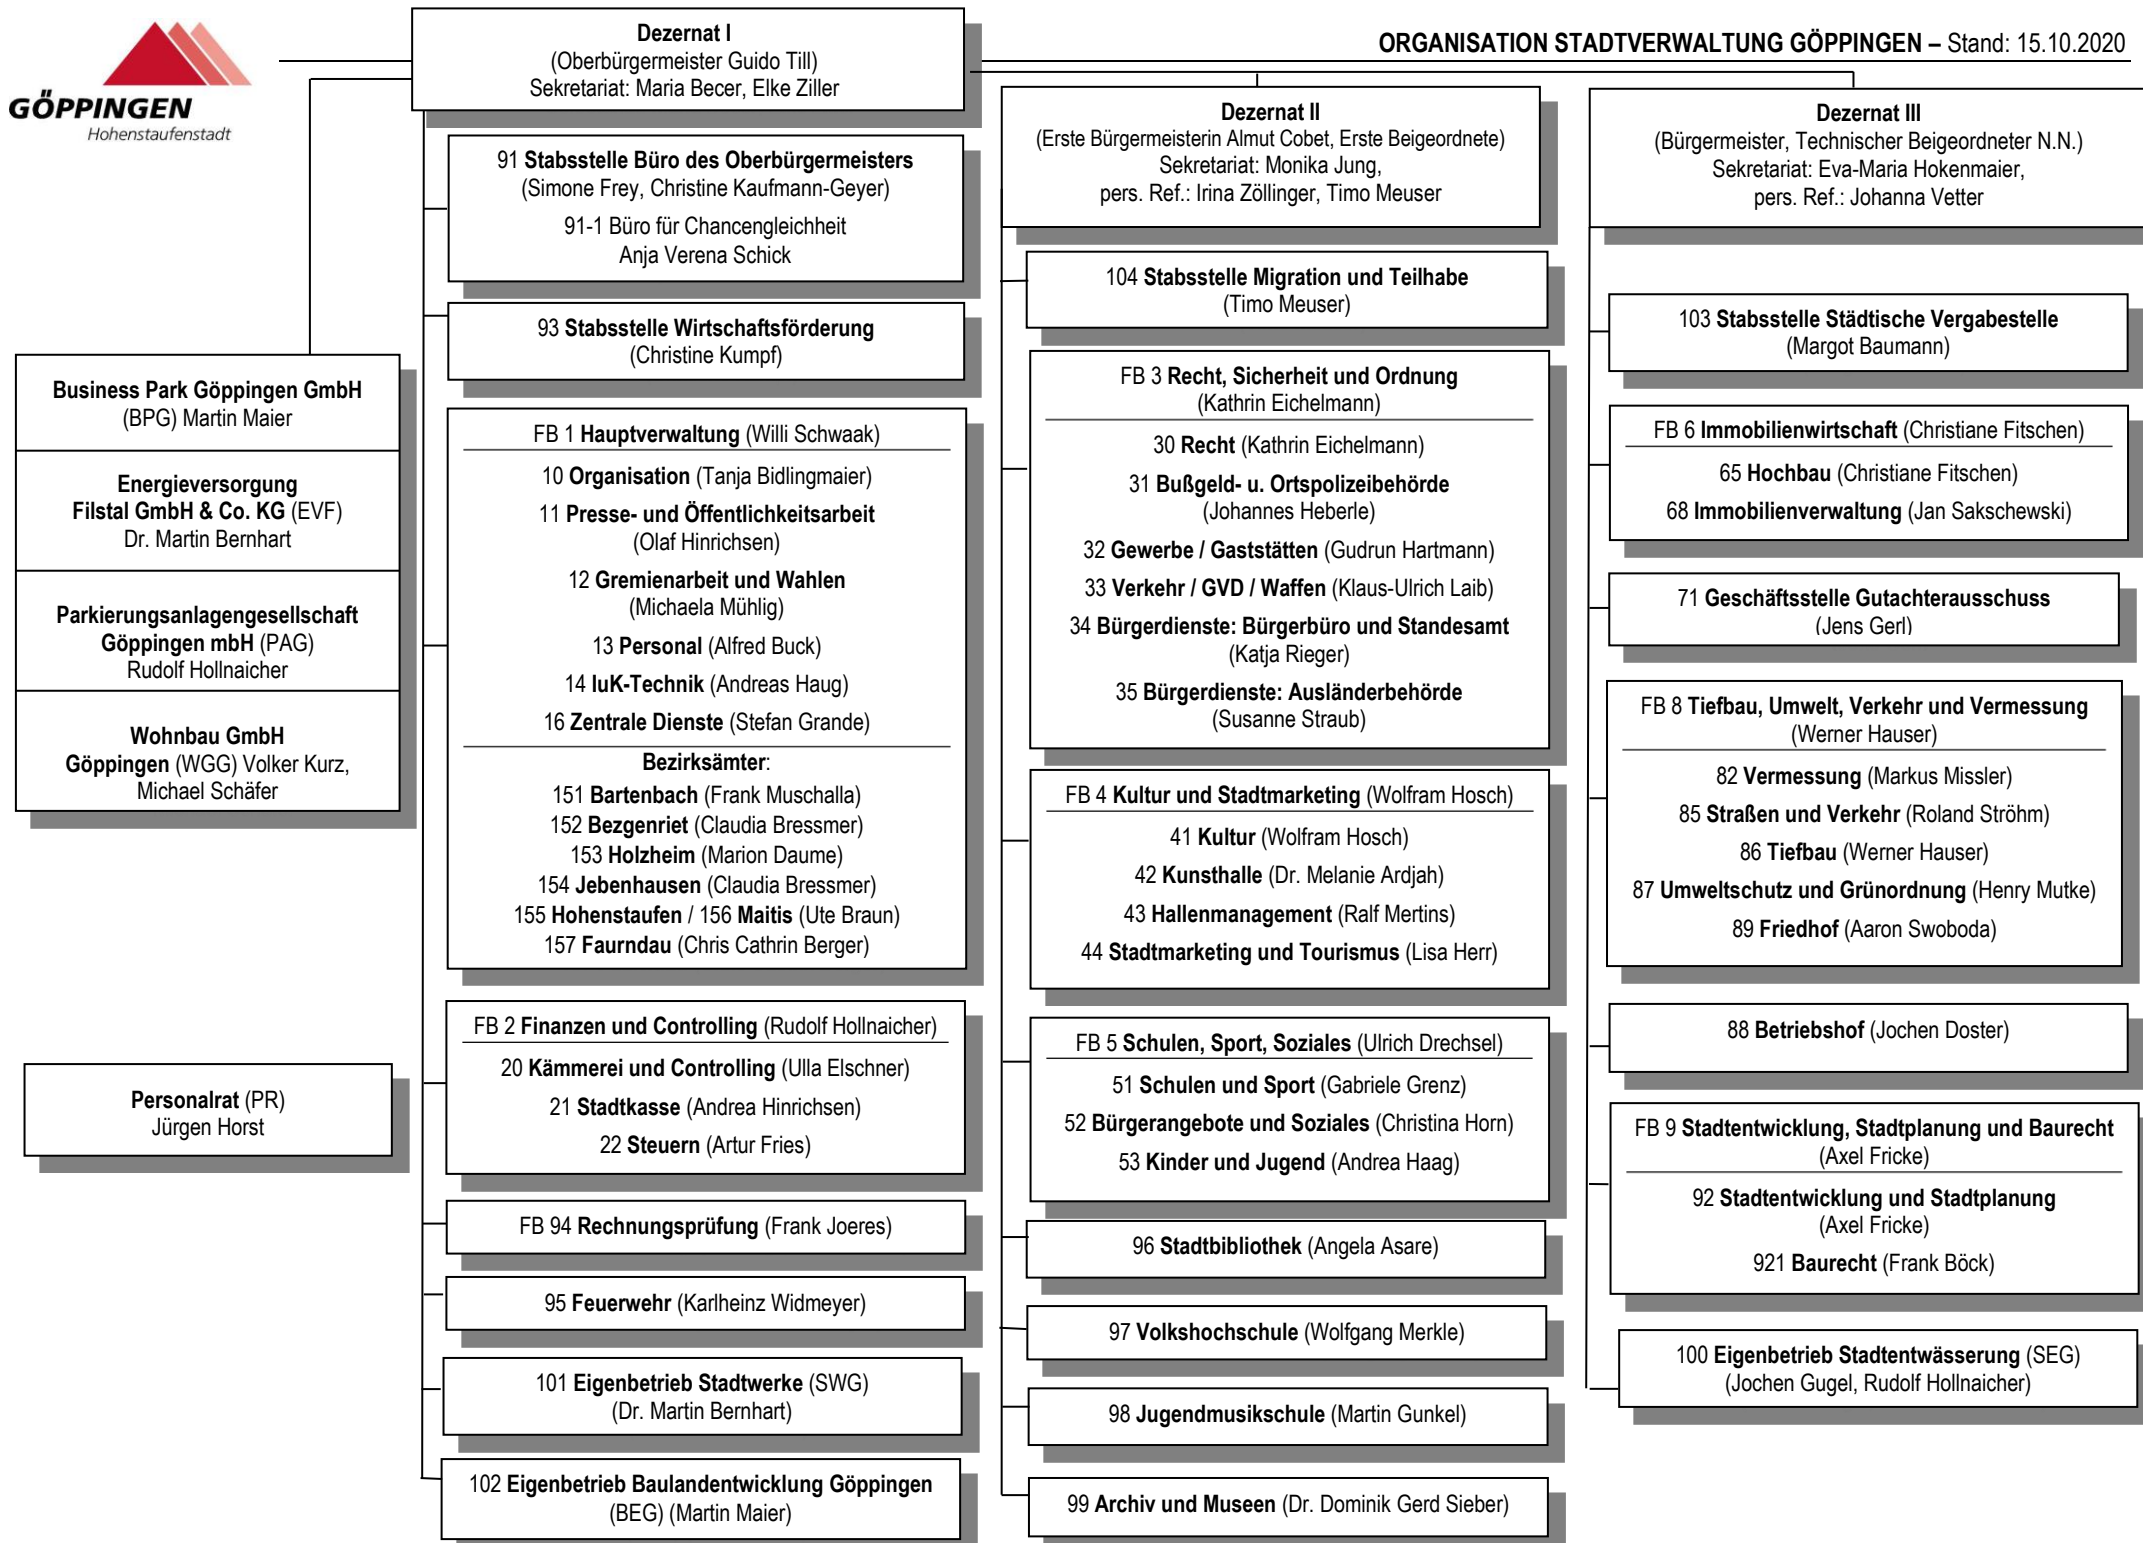 GÖPPINGEN
Hohenstaufenstadt
ORGANISATION STADTVERWALTUNG GÖPPINGEN – Stand: 15.10.2020
Dezernat I
(Oberbürgermeister Guido Till)
Sekretariat: Maria Becer, Elke Ziller
Business Park Göppingen GmbH
(BPG) Martin Maier
Energieversorgung
Filstal GmbH & Co. KG (EVF)
Dr. Martin Bernhart
Parkierungsanlagengesellschaft
Göppingen mbH (PAG)
Rudolf Hollnaicher
Wohnbau GmbH
Göppingen (WGG) Volker Kurz,
Michael Schäfer
Personalrat (PR)
Jürgen Horst
91 Stabsstelle Büro des Oberbürgermeisters
(Simone Frey, Christine Kaufmann-Geyer)
91-1 Büro für Chancengleichheit
Anja Verena Schick
93 Stabsstelle Wirtschaftsförderung
(Christine Kumpf)
FB 1 Hauptverwaltung (Willi Schwaak)
10 Organisation (Tanja Bidlingmaier)
11 Presse- und Öffentlichkeitsarbeit
(Olaf Hinrichsen)
12 Gremienarbeit und Wahlen
(Michaela Mühlig)
13 Personal (Alfred Buck)
14 IuK-Technik (Andreas Haug)
16 Zentrale Dienste (Stefan Grande)
Bezirksämter:
151 Bartenbach (Frank Muschalla)
152 Bezgenriet (Claudia Bressmer)
153 Holzheim (Marion Daume)
154 Jebenhausen (Claudia Bressmer)
155 Hohenstaufen / 156 Maitis (Ute Braun)
157 Faurndau (Chris Cathrin Berger)
FB 2 Finanzen und Controlling (Rudolf Hollnaicher)
20 Kämmerei und Controlling (Ulla Elschner)
21 Stadtkasse (Andrea Hinrichsen)
22 Steuern (Artur Fries)
FB 94 Rechnungsprüfung (Frank Joeres)
95 Feuerwehr (Karlheinz Widmeyer)
101 Eigenbetrieb Stadtwerke (SWG)
(Dr. Martin Bernhart)
102 Eigenbetrieb Baulandentwicklung Göppingen
(BEG) (Martin Maier)
Dezernat II
(Erste Bürgermeisterin Almut Cobet, Erste Beigeordnete)
Sekretariat: Monika Jung,
pers. Ref.: Irina Zöllinger, Timo Meuser
104 Stabsstelle Migration und Teilhabe
(Timo Meuser)
FB 3 Recht, Sicherheit und Ordnung
(Kathrin Eichelmann)
30 Recht (Kathrin Eichelmann)
31 Bußgeld- u. Ortspolizeibehörde
(Johannes Heberle)
32 Gewerbe / Gaststätten (Gudrun Hartmann)
33 Verkehr / GVD / Waffen (Klaus-Ulrich Laib)
34 Bürgerdienste: Bürgerbüro und Standesamt
(Katja Rieger)
35 Bürgerdienste: Ausländerbehörde
(Susanne Straub)
FB 4 Kultur und Stadtmarketing (Wolfram Hosch)
41 Kultur (Wolfram Hosch)
42 Kunsthalle (Dr. Melanie Ardjah)
43 Hallenmanagement (Ralf Mertins)
44 Stadtmarketing und Tourismus (Lisa Herr)
FB 5 Schulen, Sport, Soziales (Ulrich Drechsel)
51 Schulen und Sport (Gabriele Grenz)
52 Bürgerangebote und Soziales (Christina Horn)
53 Kinder und Jugend (Andrea Haag)
96 Stadtbibliothek (Angela Asare)
97 Volkshochschule (Wolfgang Merkle)
98 Jugendmusikschule (Martin Gunkel)
99 Archiv und Museen (Dr. Dominik Gerd Sieber)
Dezernat III
(Bürgermeister, Technischer Beigeordneter N.N.)
Sekretariat: Eva-Maria Hokenmaier,
pers. Ref.: Johanna Vetter
103 Stabsstelle Städtische Vergabestelle
(Margot Baumann)
FB 6 Immobilienwirtschaft (Christiane Fitschen)
65 Hochbau (Christiane Fitschen)
68 Immobilienverwaltung (Jan Sakschewski)
71 Geschäftsstelle Gutachterausschuss
(Jens Gerl)
FB 8 Tiefbau, Umwelt, Verkehr und Vermessung
(Werner Hauser)
82 Vermessung (Markus Missler)
85 Straßen und Verkehr (Roland Ströhm)
86 Tiefbau (Werner Hauser)
87 Umweltschutz und Grünordnung (Henry Mutke)
89 Friedhof (Aaron Swoboda)
88 Betriebshof (Jochen Doster)
FB 9 Stadtentwicklung, Stadtplanung und Baurecht
(Axel Fricke)
92 Stadtentwicklung und Stadtplanung
(Axel Fricke)
921 Baurecht (Frank Böck)
100 Eigenbetrieb Stadtentwässerung (SEG)
(Jochen Gugel, Rudolf Hollnaicher)